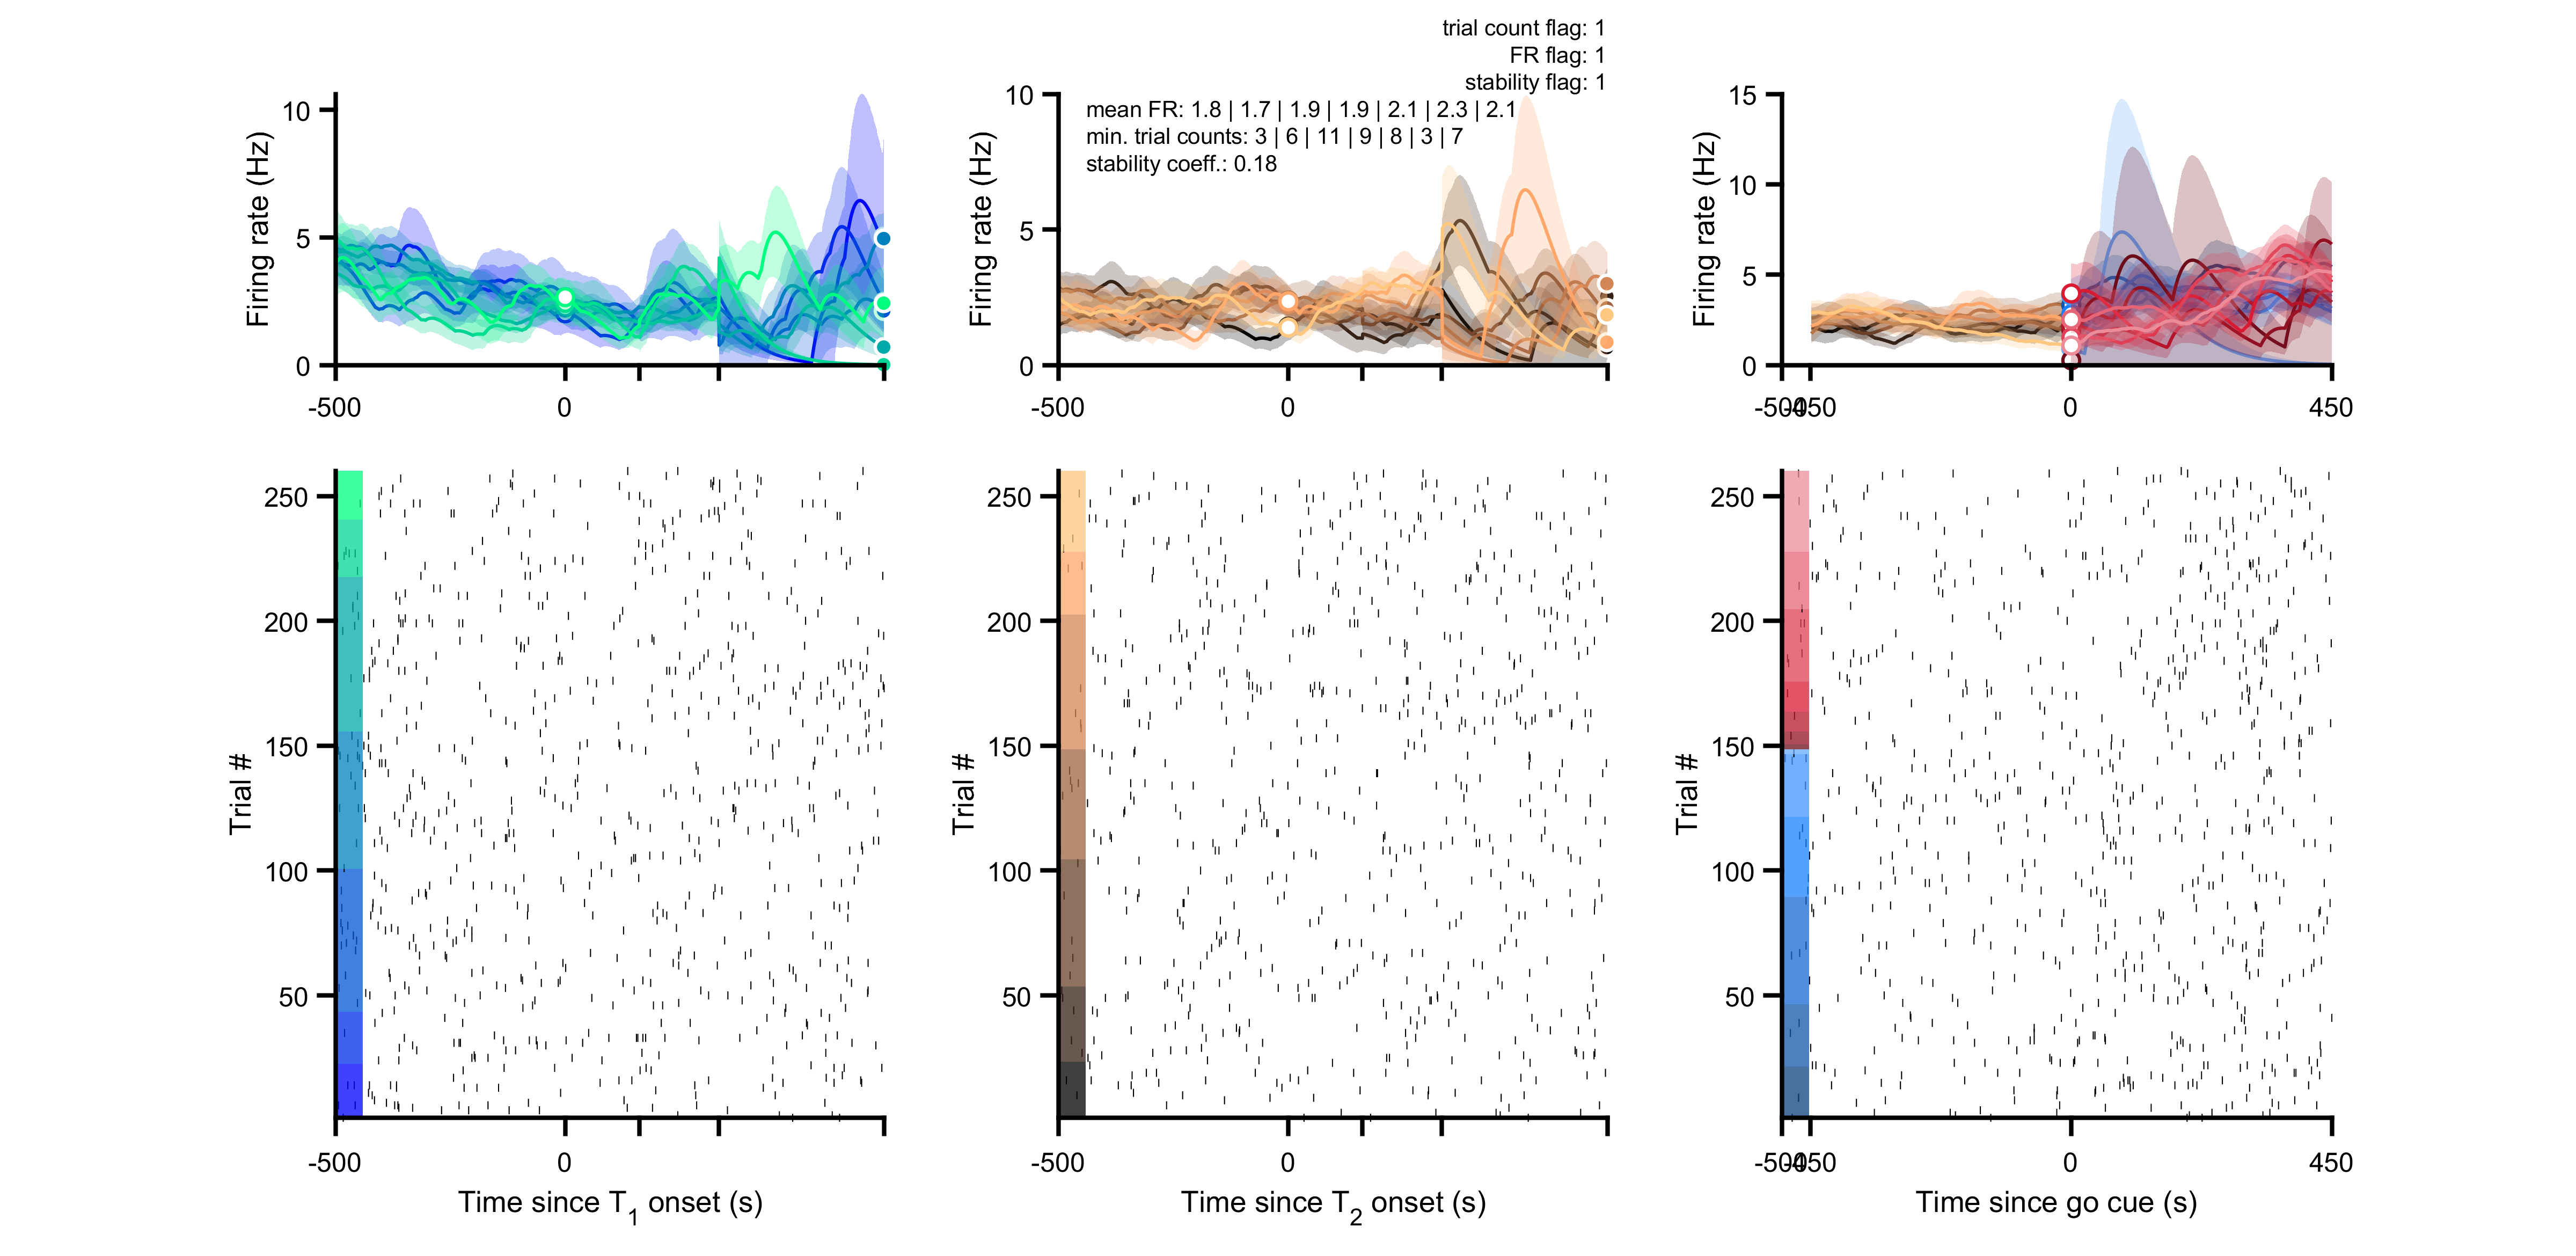 trial count flag: 1
FR flag: 1
stability flag: 1
mean FR: 1.8 | 1.7 | 1.9 | 1.9 | 2.1 | 2.3 | 2.1
min. trial counts: 3 | 6 | 11 | 9 | 8 | 3 | 7
stability coeff.: 0.18
Firing rate (Hz)
10
5
0
-500
0
Firing rate (Hz)
10
5
0
-500
0
Firing rate (Hz)
15
10
5
0
-500
-450
0
450
Trial #
250
200
150
100
50
-500
0
Time since T1 onset (s)
Trial #
250
200
150
100
50
-500
0
Time since T2 onset (s)
Trial #
250
200
150
100
50
-500
-450
0
450
Time since go cue (s)